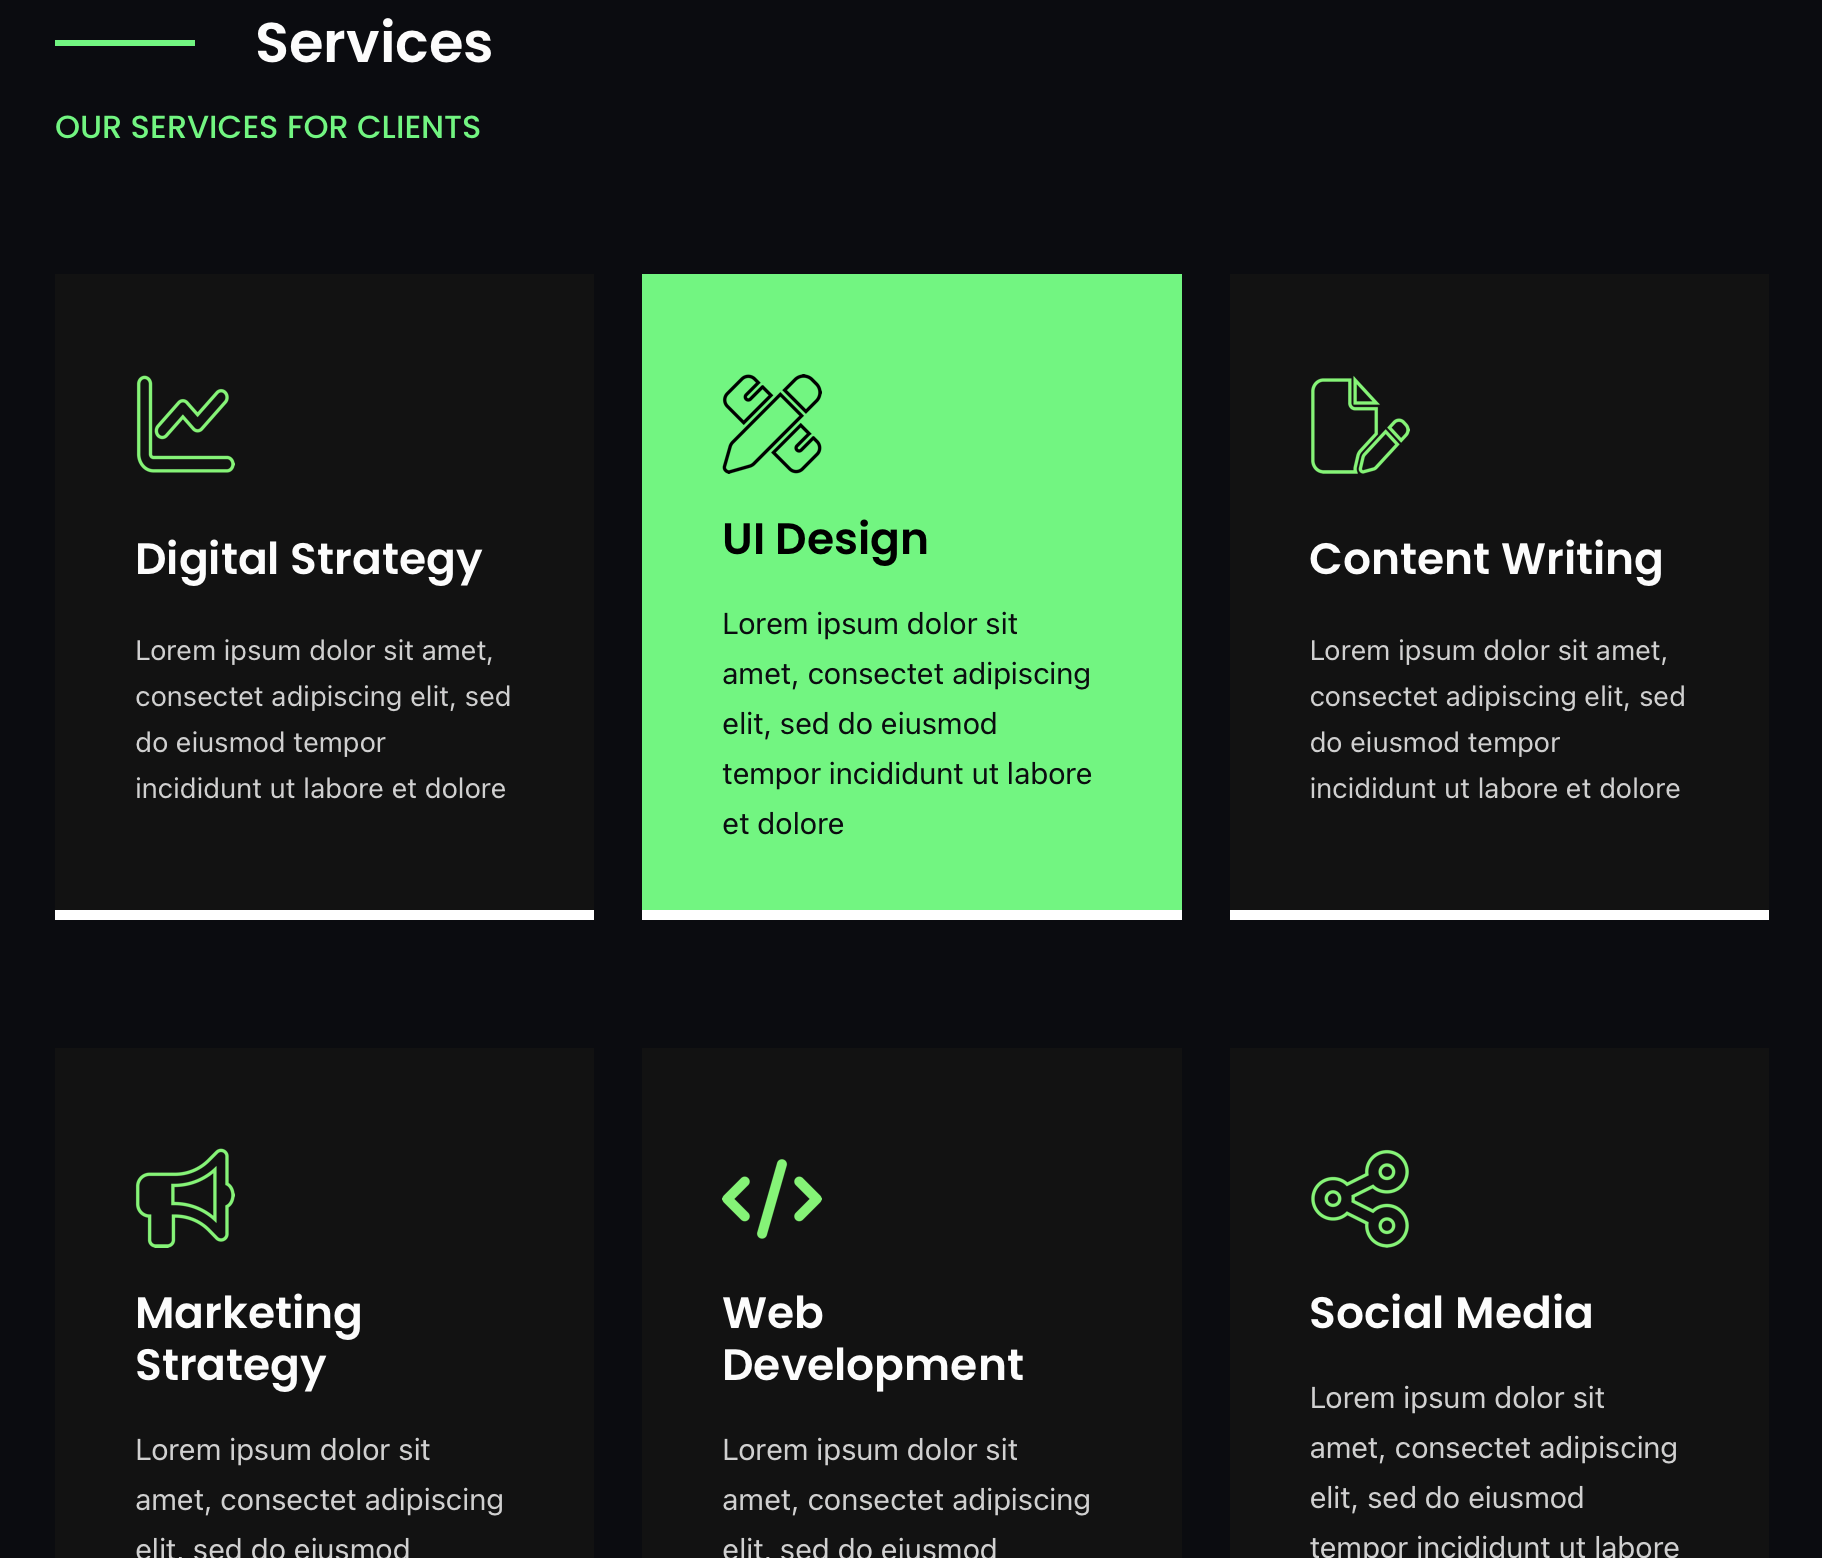 Services
OUR SERVICES FOR CLIENTS
Digital Strategy
Lorem ipsum dolor sit amet,
consectet adipiscing elit, sed
do eiusmod tempor
incididunt ut labore et dolore
UI Design
Lorem ipsum dolor sit
amet, consectet adipiscing
elit, sed do eiusmod
tempor incididunt ut labore
et dolore
Content Writing
Lorem ipsum dolor sit amet,
consectet adipiscing elit, sed
do eiusmod tempor
incididunt ut labore et dolore
Marketing
Strategy
Lorem ipsum dolor sit
amet, consectet adipiscing
elit, sed do eiusmod
Web
Development
Lorem ipsum dolor sit
amet, consectet adipiscing
elit, sed do eiusmod
Social Media
Lorem ipsum dolor sit
amet, consectet adipiscing
elit, sed do eiusmod
tempor incididunt ut labore